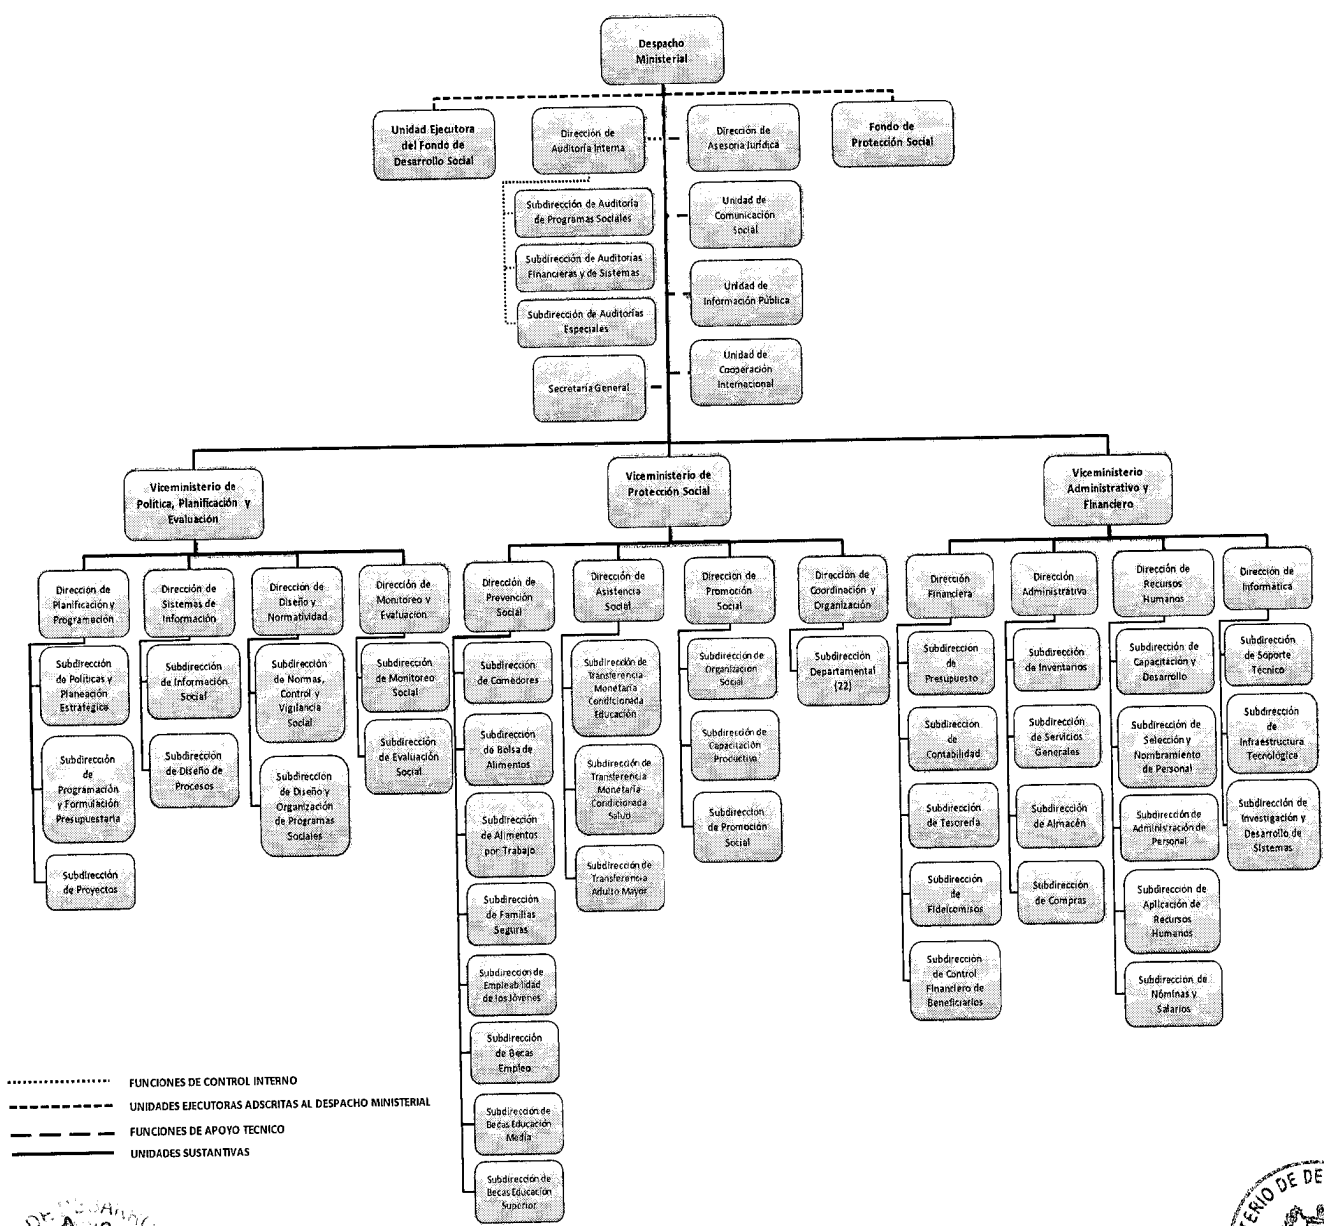 Despacho
Ministerial
Unidad Ejecutora
del Fondo de
Desarrollo Social
Dirección de
Auditoría Interna
Dirección de
Asesoría Jurídica
Fondo de
Protección Social
Subdirección de Auditoría
de Programas Sociales
Unidad de
Comunicación
Social
Subdirección de Auditorías
Financieras y de Sistemas
Unidad de
Información Pública
Subdirección de Auditorías
Especiales
Unidad de
Cooperación
Internacional
Secretaría General
Viceministerio de
Política, Planificación y
Evaluación
Viceministerio de
Protección Social
Viceministerio
Administrativo y
Financiero
Dirección de
Planificación y
Programación
Dirección de
Sistemas de
Información
Dirección de
Diseño y
Normatividad
Dirección de
Monitoreo y
Evaluación
Dirección de
Prevención
Social
Dirección de
Asistencia
Social
Dirección de
Promoción
Social
Dirección de
Coordinación y
Organización
Dirección
Financiera
Dirección
Administrativa
Dirección de
Recursos
Humanos
Dirección de
Informática
Subdirección
de Políticas y
Planeación
Estratégica
Subdirección
de
Programación
y Formulación
Presupuestaria
Subdirección
de Proyectos
Subdirección
de Información
Social
Subdirección
de Diseño de
Procesos
Subdirección
de Normas,
Control y
Vigilancia
Social
Subdirección
de Diseño y
Organización
de Programas
Sociales
Subdirección
de Monitoreo
Social
Subdirección
de Evaluación
Social
Subdirección
de Comedores
Subdirección
de Bolsa de
Alimentos
Subdirección
de Alimentos
por Trabajo
Subdirección
de Familias
Seguras
Subdirección de
Empleabilidad
de los Jóvenes
Subdirección
de Becas
Empleo
Subdirección de
Becas Educación
Media
Subdirección de
Becas Educación
Superior
Subdirección de
Transferencia
Monetaria
Condicionada
Educación
Subdirección de
Transferencia
Monetaria
Condicionada
Salud
Subdirección de
Transferencia
Adulto Mayor
Subdirección de
Organización
Social
Subdirección de
Capacitación
Productiva
Subdirección
de Promoción
Social
Subdirección
Departamental
(22)
Subdirección
de
Presupuesto
Subdirección
de
Contabilidad
Subdirección
de Tesorería
Subdirección
de
Fideicomisos
Subdirección
de Control
Financiero de
Beneficiarios
Subdirección
de Inventarios
Subdirección
de Servicios
Generales
Subdirección
de Almacén
Subdirección
de Compras
Subdirección de
Capacitación y
Desarrollo
Subdirección de
Selección y
Nombramiento
de Personal
Subdirección de
Administración de
Personal
Subdirección de
Aplicación de
Recursos
Humanos
Subdirección de
Nóminas y
Salarios
Subdirección
de Soporte
Técnico
Subdirección
de
Infraestructura
Tecnológica
Subdirección de
Investigación y
Desarrollo de
Sistemas
FUNCIONES DE CONTROL INTERNO
UNIDADES EJECUTORAS ADSCRITAS AL DESPACHO MINISTERIAL
FUNCIONES DE APOYO TECNICO
UNIDADES SUSTANTIVAS